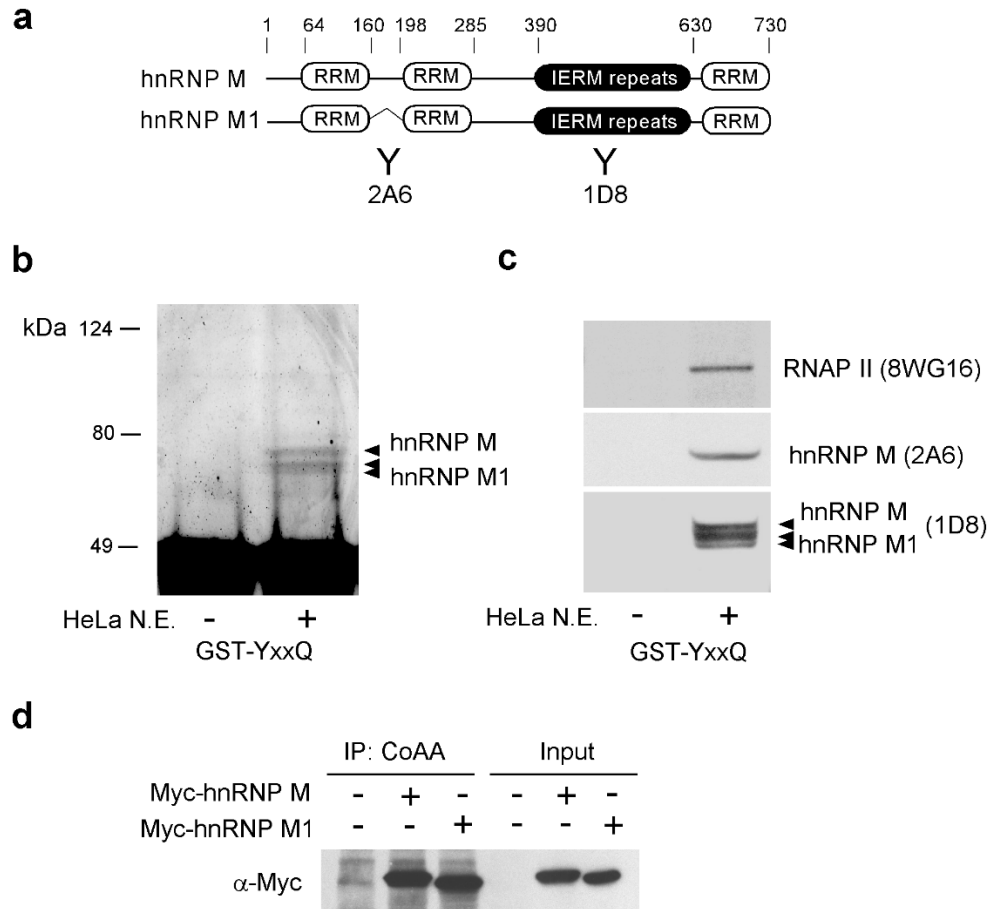 a
1 64 160 198 285 390 630 730
hnRNP M RRM RRM IERM repeats RRM
hnRNP M1 RRM RRM IERM repeats RRM
Y Y
2A6 1D8
b
kDa 124
80
49
hnRNP M
hnRNP M1
HeLa N.E. - +
GST-YxxQ
c
RNAP II (8WG16)
hnRNP M (2A6)
hnRNP M (1D8)
hnRNP M1
HeLa N.E. - +
GST-YxxQ
d
IP: CoAA Input
Myc-hnRNP M - + - - + -
Myc-hnRNP M1 - - + - - +
α-Myc